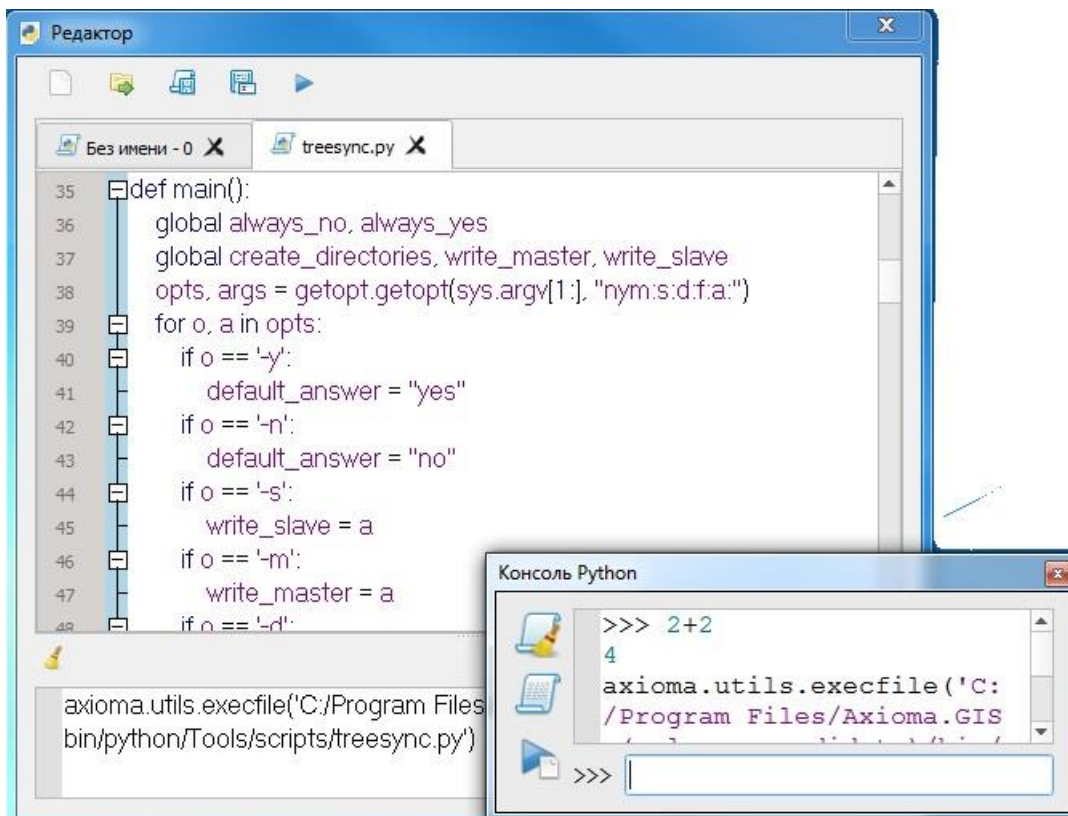 Редактор
Без имени - 0
treesync.py
35 def main():
36 global always_no, always_yes
37 global create_directories, write_master, write_slave
38 opts, args = getopt.getopt(sys.argv[1:], "nym:s:d:f:a:")
39 for o, a in opts:
40 if o == '-y':
41 default_answer = "yes"
42 if o == '-n':
43 default_answer = "no"
44 if o == '-s':
45 write_slave = a
46 if o == '-m':
47 write_master = a
48 if o == '-d':
axioma.utils.execfile('C:/Program Files
bin/python/Tools/scripts/treesync.py')
Консоль Python
>>> 2+2
4
axioma.utils.execfile('C:
/Program Files/Axioma.GIS
>>>